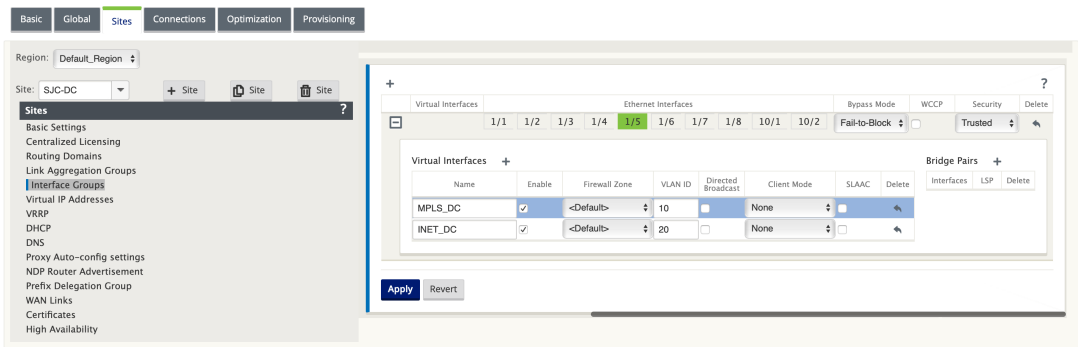 Basic Global Sites Connections Optimization Provisioning
Region: Default_Region
Site: SJC-DC + Site Site Site
Sites ?
Basic Settings
Centralized Licensing
Routing Domains
Link Aggregation Groups
Interface Groups
Virtual IP Addresses
VRRP
DHCP
DNS
Proxy Auto-config settings
NDP Router Advertisement
Prefix Delegation Group
WAN Links
Certificates
High Availability
+ ?
Virtual Interfaces Ethernet Interfaces Bypass Mode WCCP Security Delete
1/1 1/2 1/3 1/4 1/5 1/6 1/7 1/8 10/1 10/2 Fail-to-Block Trusted
Virtual Interfaces + Bridge Pairs +
Name Enable Firewall Zone VLAN ID Directed Broadcast Client Mode SLAAC Delete Interfaces LSP Delete
MPLS_DC <Default> 10 None
INET_DC <Default> 20 None
Apply Revert